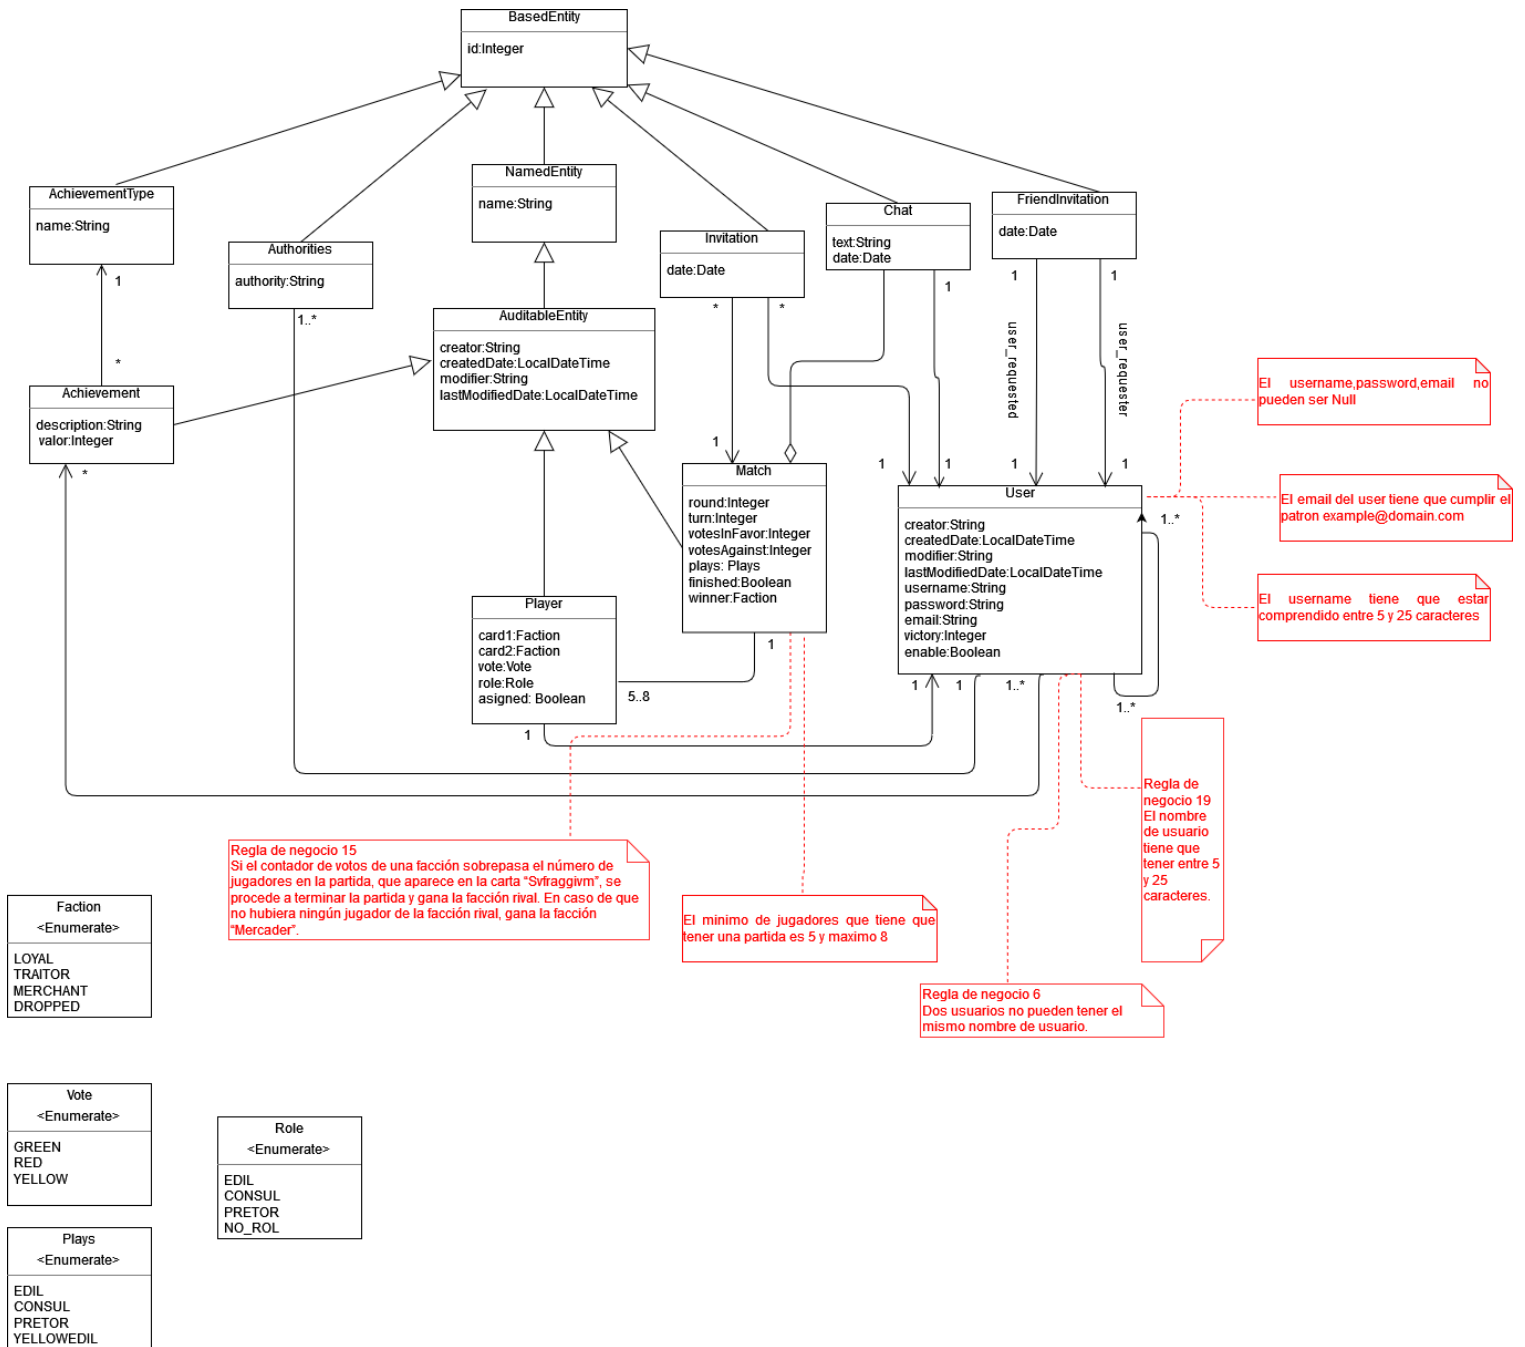 BasedEntity
id:Integer
AchievementType
name:String
Authorities
authority:String
NamedEntity
name:String
Invitation
date:Date
Chat
text:String
date:Date
FriendInvitation
date:Date
1
*
1..*
*
*
1
1
1
user_requested
user_requester
AuditableEntity
creator:String
createdDate:LocalDateTime
modifier:String
lastModifiedDate:LocalDateTime
Achievement
description:String
valor:Integer
*
1
1
1
1
1
Match
round:Integer
turn:Integer
votesInFavor:Integer
votesAgainst:Integer
plays: Plays
finished:Boolean
winner:Faction
User
creator:String
createdDate:LocalDateTime
modifier:String
lastModifiedDate:LocalDateTime
username:String
password:String
email:String
victory:Integer
enable:Boolean
1..*
1..*
Player
card1:Faction
card2:Faction
vote:Vote
role:Role
asigned: Boolean
1
5..8
1
1
1
1..*
El username,password,email no
pueden ser Null
El email del user tiene que cumplir el
patron example@domain.com
El username tiene que estar
comprendido entre 5 y 25 caracteres
Regla de
negocio 19
El nombre
de usuario
tiene que
tener entre 5
y 25
caracteres.
Regla de negocio 15
Si el contador de votos de una facción sobrepasa el número de
jugadores en la partida, que aparece en la carta “Svfraggivm”, se
procede a terminar la partida y gana la facción rival. En caso de que
no hubiera ningún jugador de la facción rival, gana la facción
“Mercader”.
El minimo de jugadores que tiene que
tener una partida es 5 y maximo 8
Regla de negocio 6
Dos usuarios no pueden tener el
mismo nombre de usuario.
Faction
<Enumerate>
LOYAL
TRAITOR
MERCHANT
DROPPED
Vote
<Enumerate>
GREEN
RED
YELLOW
Role
<Enumerate>
EDIL
CONSUL
PRETOR
NO_ROL
Plays
<Enumerate>
EDIL
CONSUL
PRETOR
YELLOWEDIL